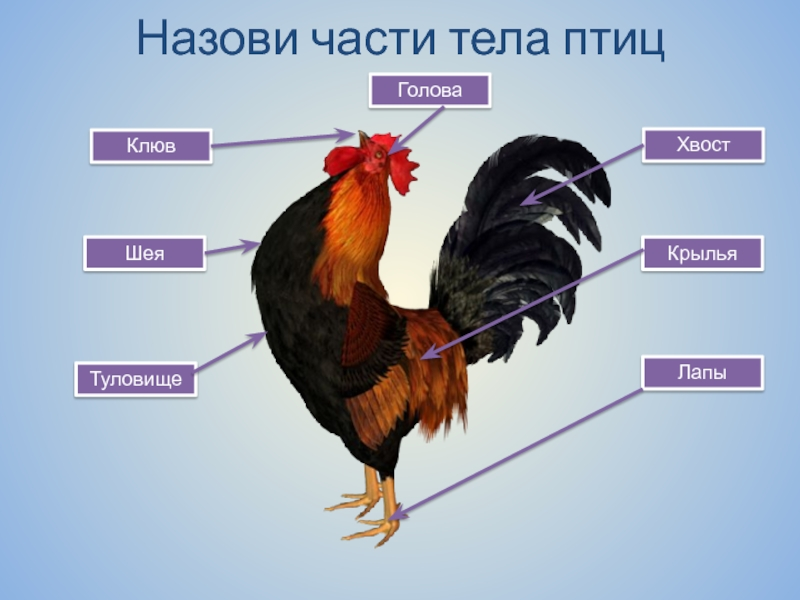 Назови части тела птиц
Голова
Клюв
Хвост
Шея
Крылья
Туловище
Лапы